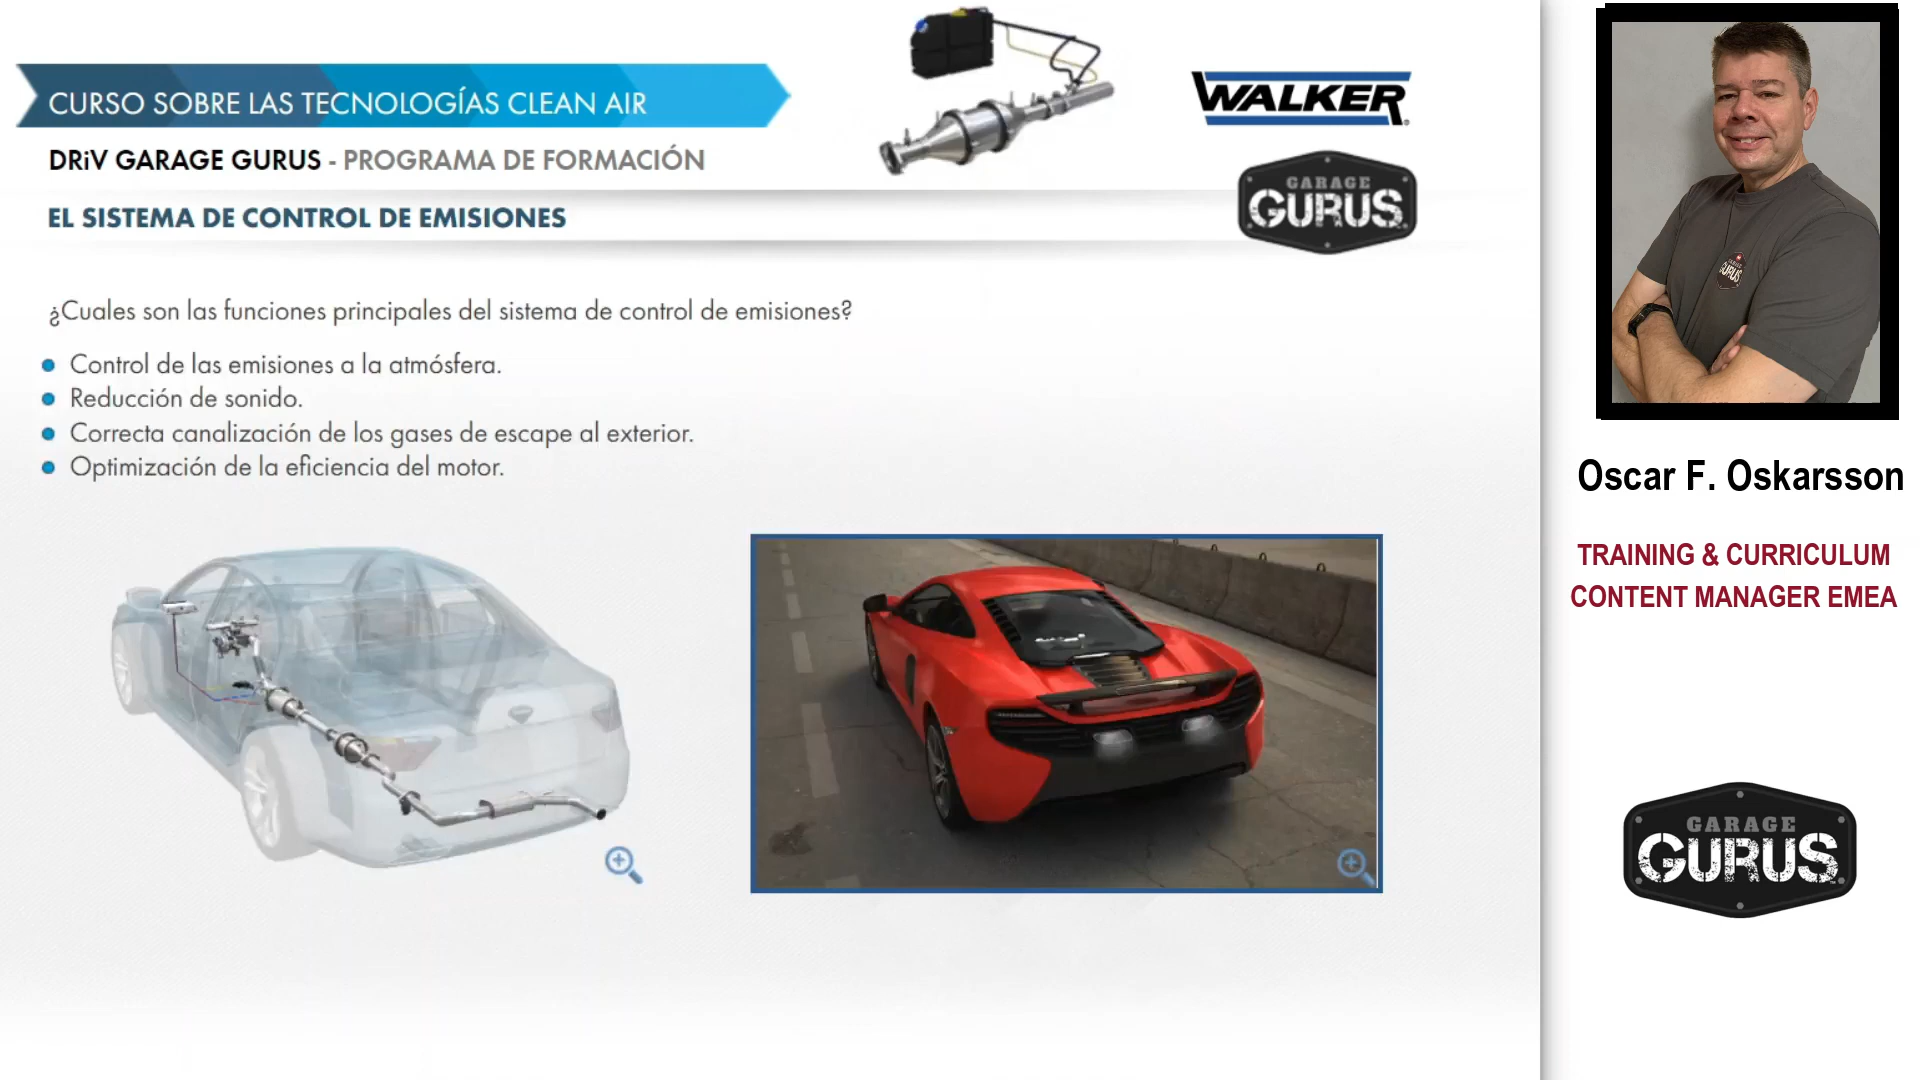 CURSO SOBRE LAS TECNOLOGÍAS CLEAN AIR
DRiV GARAGE GURUS - PROGRAMA DE FORMACIÓN
WALKER®
EL SISTEMA DE CONTROL DE EMISIONES
GARAGE
GURUS
¿Cuales son las funciones principales del sistema de control de emisiones?
Control de las emisiones a la atmósfera.
Reducción de sonido.
Correcta canalización de los gases de escape al exterior.
Optimización de la eficiencia del motor.
GARAGE
GURUS
Oscar F. Oskarsson
TRAINING & CURRICULUM
CONTENT MANAGER EMEA
GARAGE
GURUS